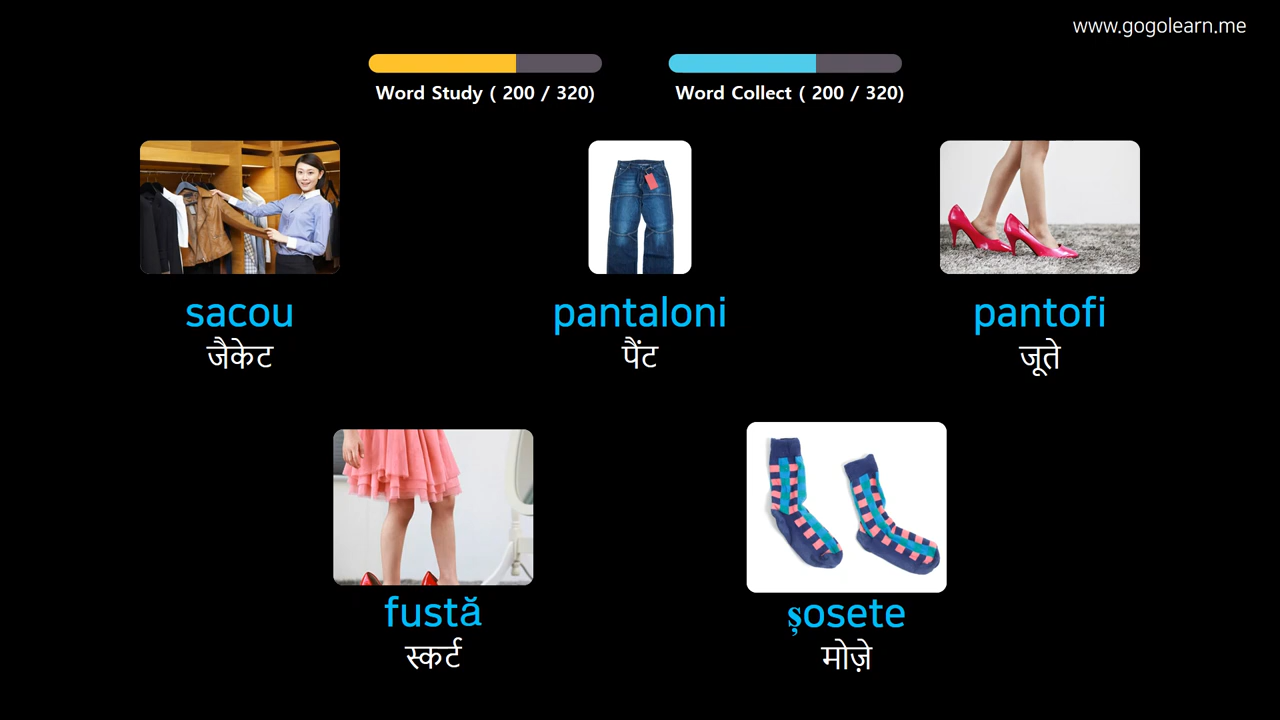 www.gogolearn.me
Word Study ( 200 / 320)
Word Collect ( 200 / 320)
sacou
जैकेट
pantaloni
पैंट
pantofi
जूते
fustă
स्कर्ट
șosete
मोज़े